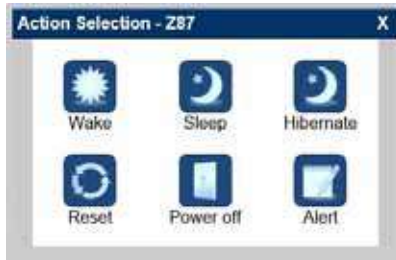 Action Selection - Z87 X
Wake Sleep Hibernate
Reset Power off Alert